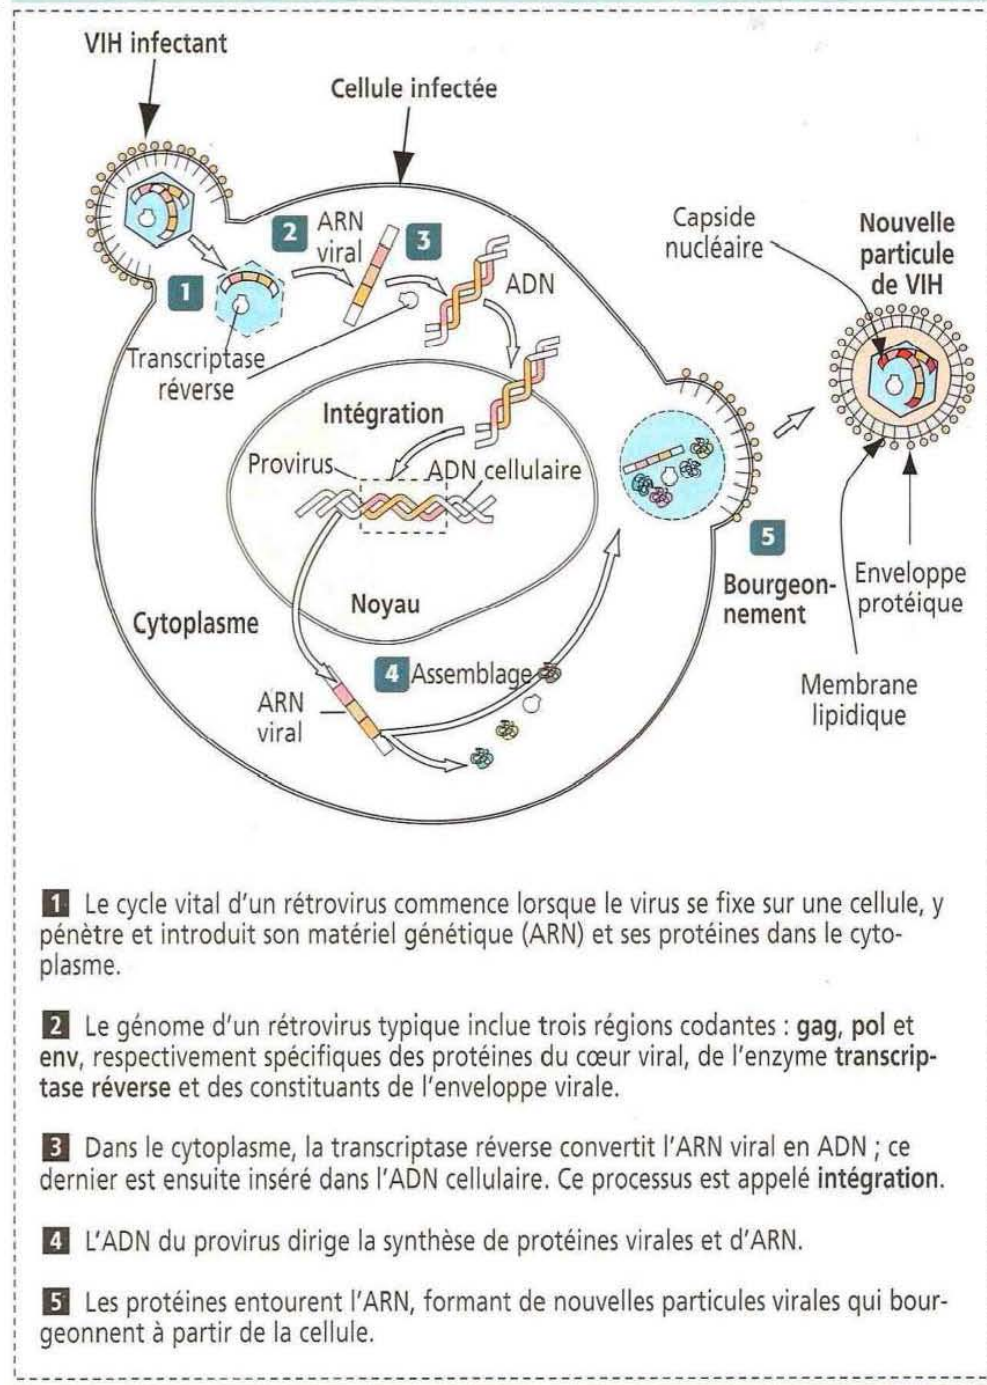 VIH infectant
Cellule infectée
2
ARN
viral
3
ADN
1
Transcriptase
réverse
Capside
nucléaire
Nouvelle
particule
de VIH
Intégration
Provirus
ADN cellulaire
Noyau
Cytoplasme
4 Assemblage
ARN
viral
5
Bourgeon-
nement
Enveloppe
protéique
Membrane
lipidique
1 Le cycle vital d'un rétrovirus commence lorsque le virus se fixe sur une cellule, y
pénètre et introduit son matériel génétique (ARN) et ses protéines dans le cyto-
plasme.
2 Le génome d'un rétrovirus typique inclue trois régions codantes : gag, pol et
env, respectivement spécifiques des protéines du cœur viral, de l'enzyme transcrip-
tase réverse et des constituants de l'enveloppe virale.
3 Dans le cytoplasme, la transcriptase réverse convertit l'ARN viral en ADN ; ce
dernier est ensuite inséré dans l'ADN cellulaire. Ce processus est appelé intégration.
4 L'ADN du provirus dirige la synthèse de protéines virales et d'ARN.
5 Les protéines entourent l'ARN, formant de nouvelles particules virales qui bour-
geonnent à partir de la cellule.